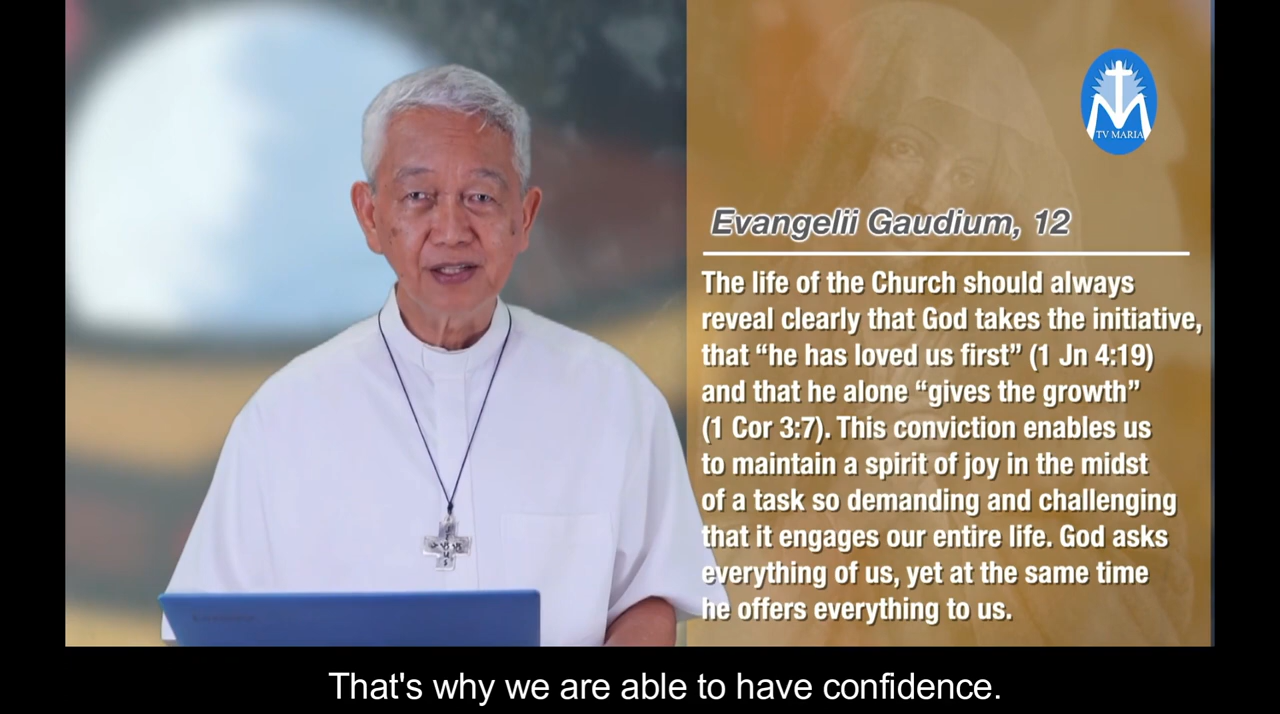 TV MARIA
Evangelii Gaudium, 12
The life of the Church should always
reveal clearly that God takes the initiative,
that “he has loved us first” (1 Jn 4:19)
and that he alone “gives the growth”
(1 Cor 3:7). This conviction enables us
to maintain a spirit of joy in the midst
of a task so demanding and challenging
that it engages our entire life. God asks
everything of us, yet at the same time
he offers everything to us.
That's why we are able to have confidence.